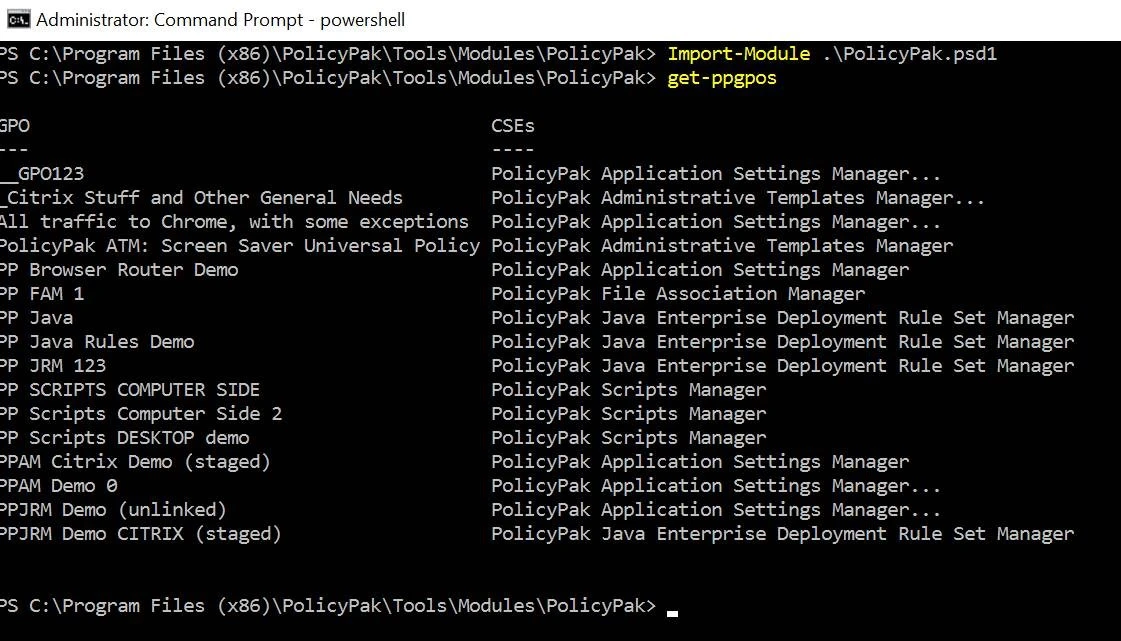 Administrator: Command Prompt - powershell
PS C:\Program Files (x86)\PolicyPak\Tools\Modules\PolicyPak> Import-Module .\PolicyPak.psd1
PS C:\Program Files (x86)\PolicyPak\Tools\Modules\PolicyPak> get-ppgpos
GPO CSEs
--- ----
__GPO123 PolicyPak Application Settings Manager...
_Citrix Stuff and Other General Needs PolicyPak Administrative Templates Manager...
All traffic to Chrome, with some exceptions PolicyPak Application Settings Manager...
PolicyPak ATM: Screen Saver Universal Policy PolicyPak Administrative Templates Manager
PP Browser Router Demo PolicyPak Application Settings Manager
PP FAM 1 PolicyPak File Association Manager
PP Java PolicyPak Java Enterprise Deployment Rule Set Manager
PP Java Rules Demo PolicyPak Java Enterprise Deployment Rule Set Manager
PP JRM 123 PolicyPak Java Enterprise Deployment Rule Set Manager
PP SCRIPTS COMPUTER SIDE PolicyPak Scripts Manager
PP Scripts Computer Side 2 PolicyPak Scripts Manager
PP Scripts DESKTOP demo PolicyPak Scripts Manager
PPAM Citrix Demo (staged) PolicyPak Application Settings Manager
PPAM Demo 0 PolicyPak Application Settings Manager...
PPJRM Demo (unlinked) PolicyPak Application Settings Manager...
PPJRM Demo CITRIX (staged) PolicyPak Java Enterprise Deployment Rule Set Manager
PS C:\Program Files (x86)\PolicyPak\Tools\Modules\PolicyPak>